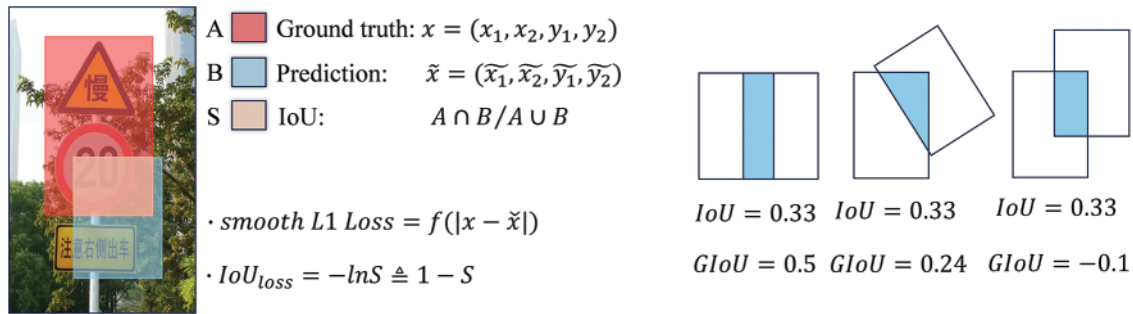 慢
20
注意右侧出车
A Ground truth: x = (x₁, x₂, y₁, y₂)
B Prediction: x̃ = (x̃₁, x̃₂, ỹ₁, ỹ₂)
S IoU: A ∩ B/A ∪ B
· smooth L1 Loss = f(|x − x̌|)
· IoU_loss = −lnS ≜ 1 − S
IoU = 0.33 IoU = 0.33 IoU = 0.33
GIoU = 0.5 GIoU = 0.24 GIoU = −0.1